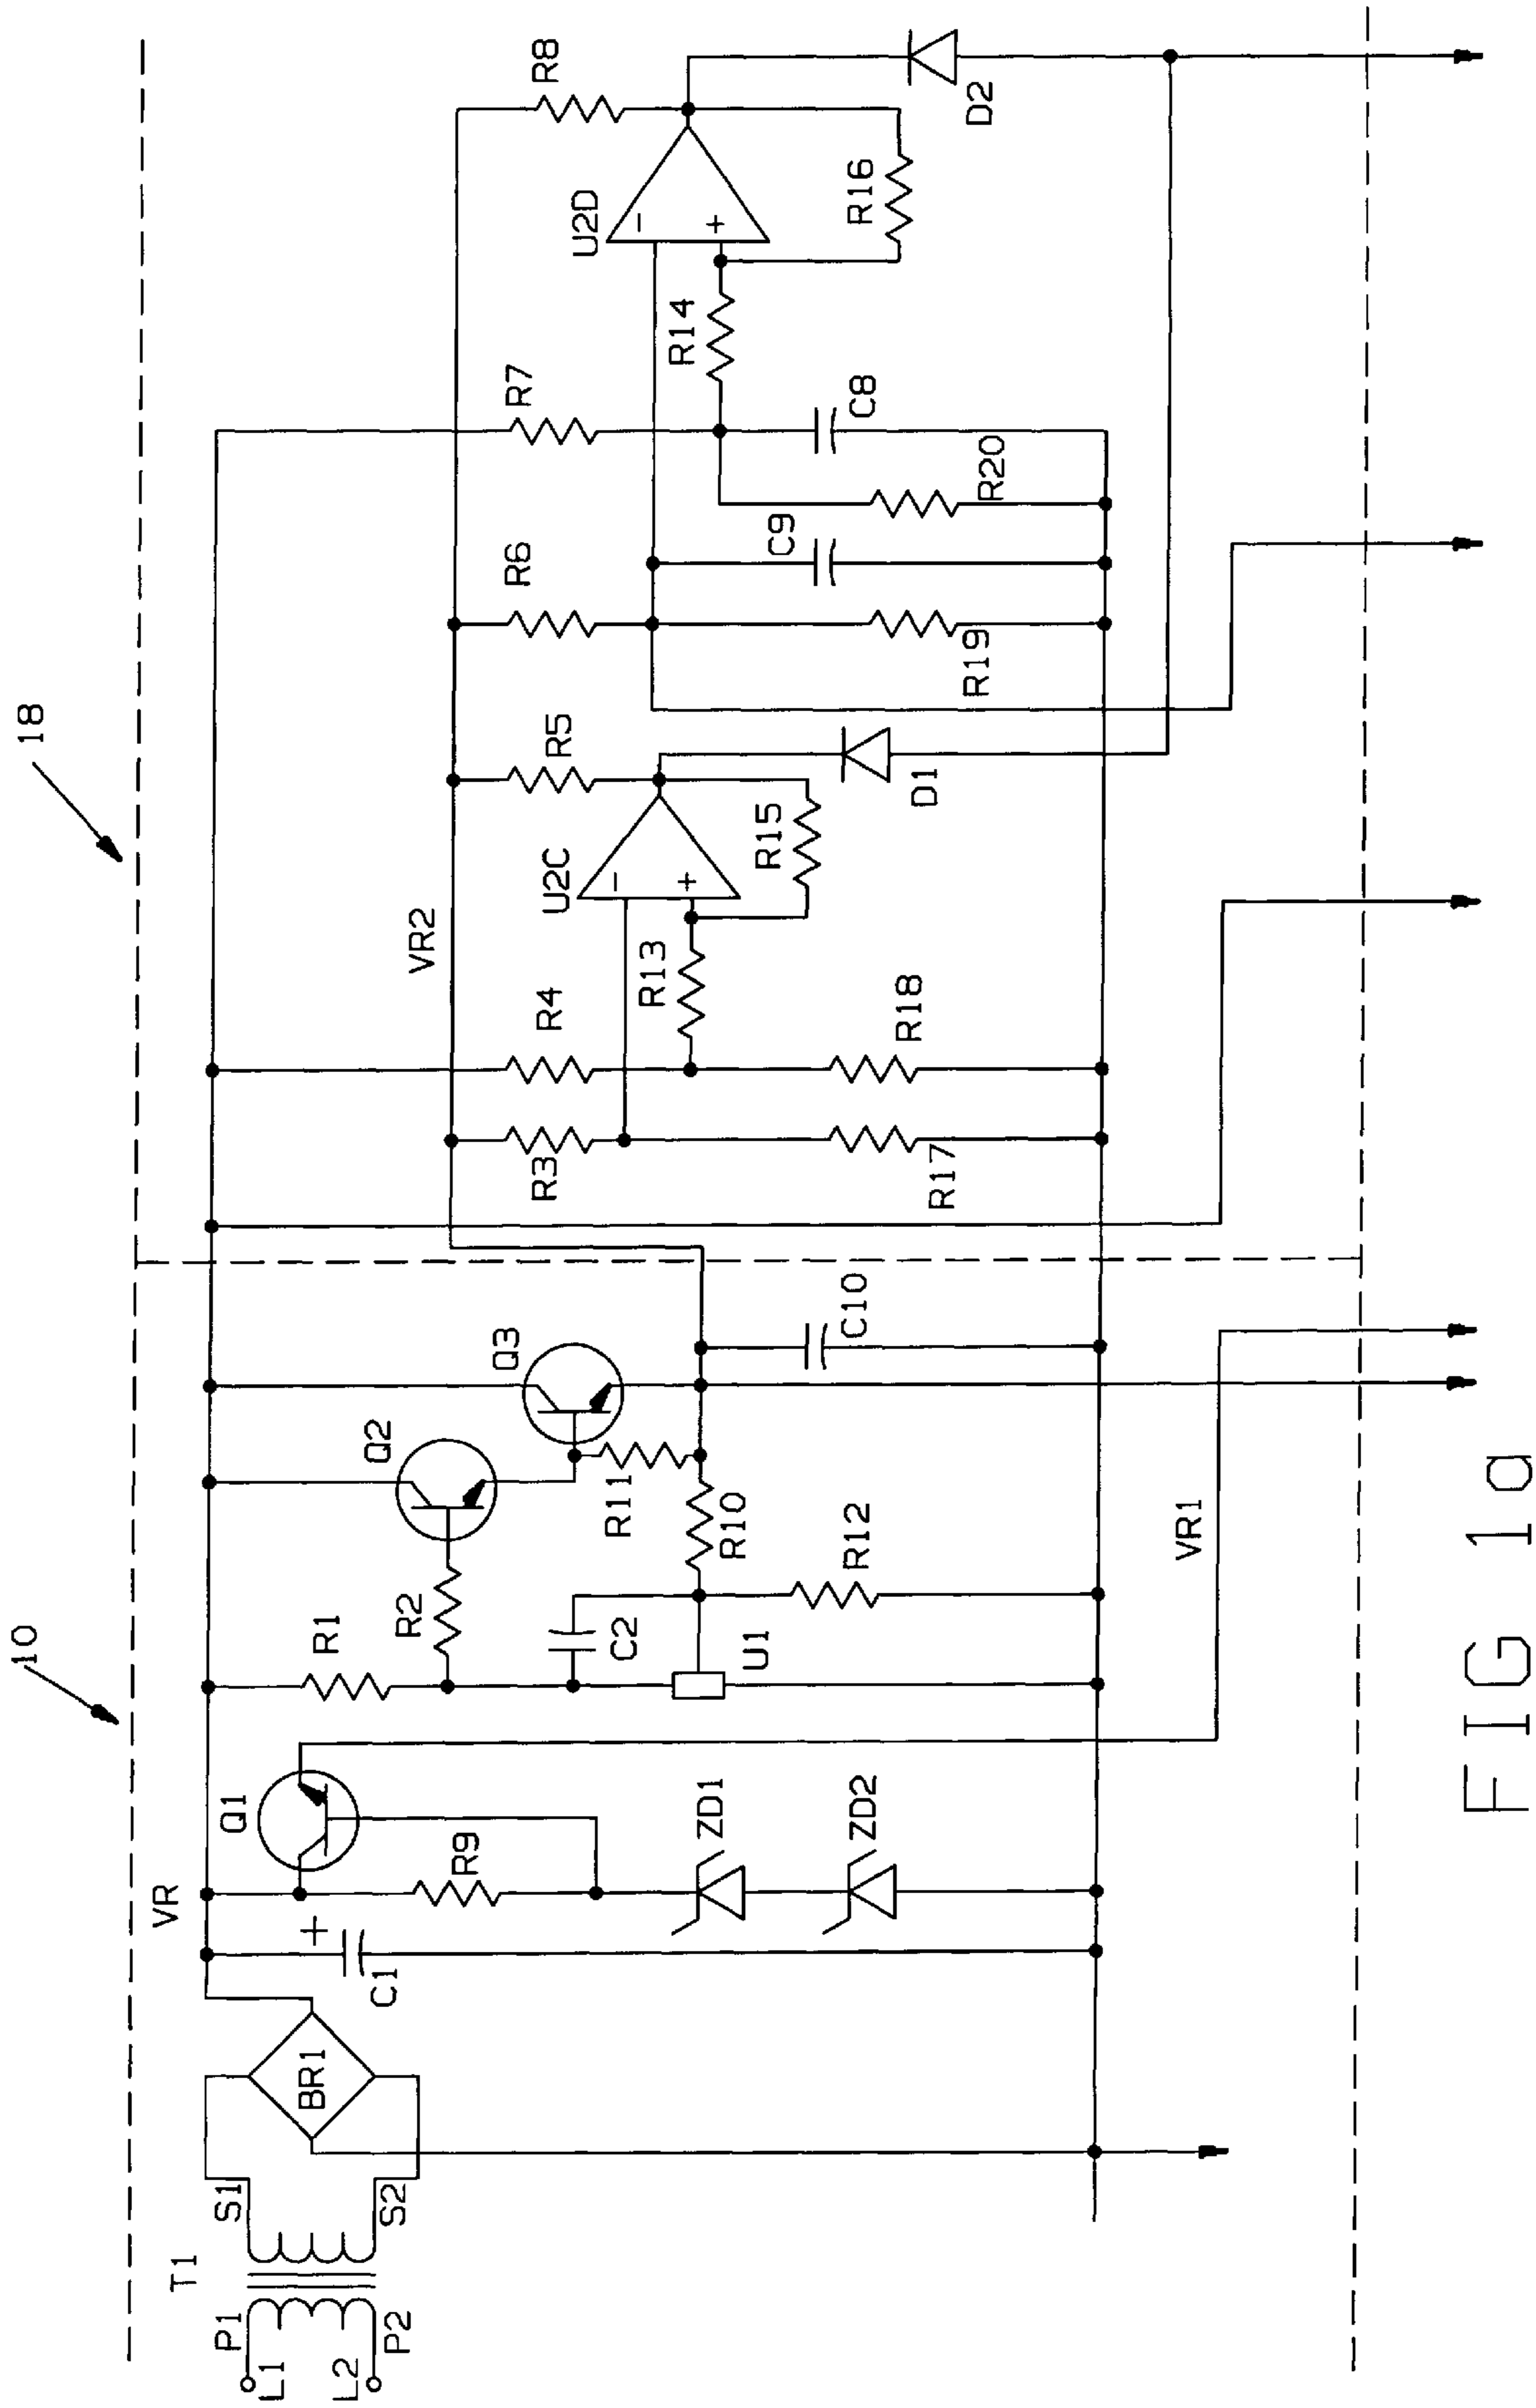 10
18
VR
VR2
VR1
T1
P1
P2
L1
L2
S1
S2
BR1
C1
+
Q1
R9
ZD1
ZD2
R1
R2
C2
U1
Q2
Q3
R11
R10
R12
C10
R3
R4
R17
R18
R13
U2C
-
+
R15
R5
D1
R6
R19
C9
R20
R7
C8
R14
U2D
-
+
R16
R8
D2
FIG 1a